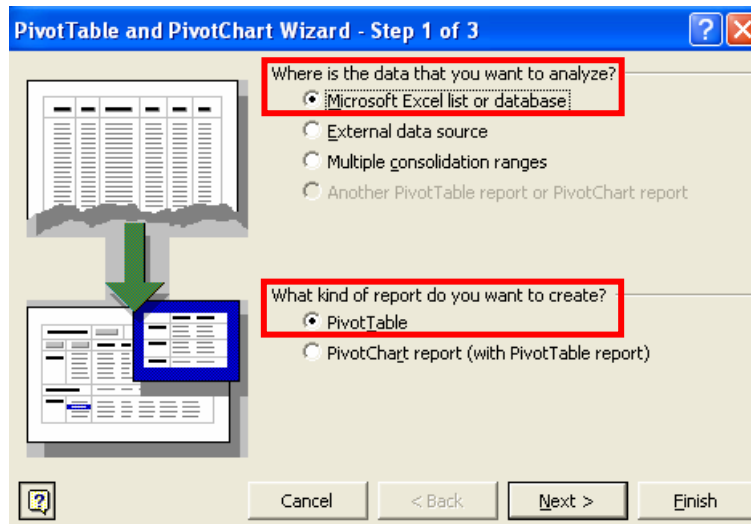 PivotTable and PivotChart Wizard - Step 1 of 3
Where is the data that you want to analyze?
Microsoft Excel list or database
External data source
Multiple consolidation ranges
Another PivotTable report or PivotChart report
What kind of report do you want to create?
PivotTable
PivotChart report (with PivotTable report)
Cancel < Back Next > Finish